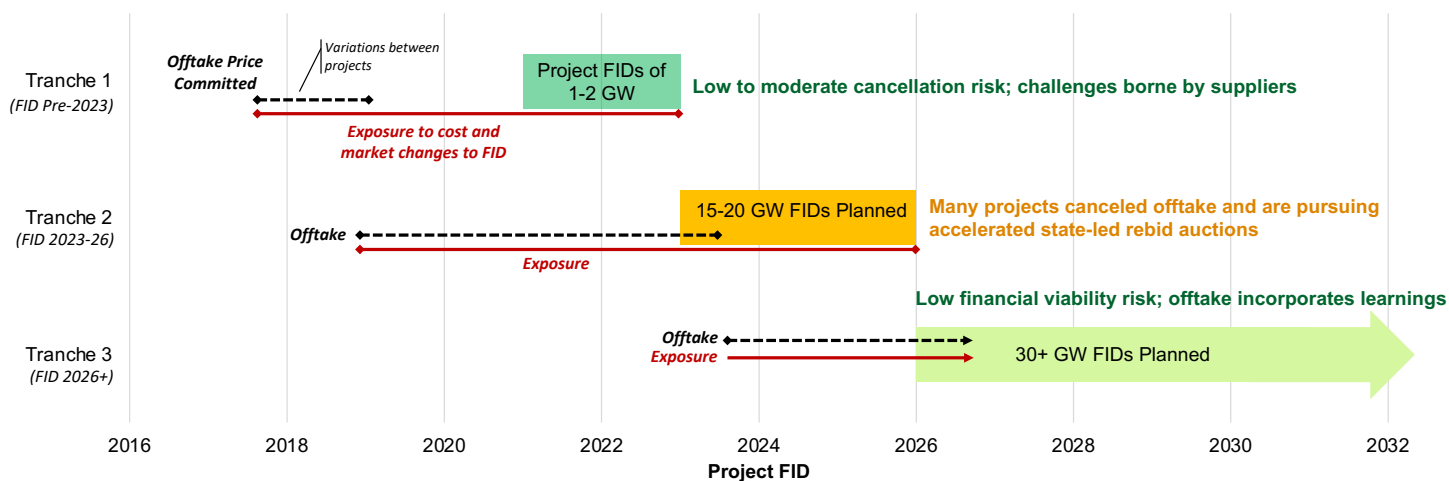 Tranche 1
(FID Pre-2023)
Offtake Price
Committed
Variations between
projects
Project FIDs of
1-2 GW
Low to moderate cancellation risk; challenges borne by suppliers
Exposure to cost and
market changes to FID
Tranche 2
(FID 2023-26)
Offtake
Exposure
15-20 GW FIDs Planned
Many projects canceled offtake and are pursuing
accelerated state-led rebid auctions
Low financial viability risk; offtake incorporates learnings
Tranche 3
(FID 2026+)
Offtake
Exposure
30+ GW FIDs Planned
2016 2018 2020 2022 2024 2026 2028 2030 2032
Project FID